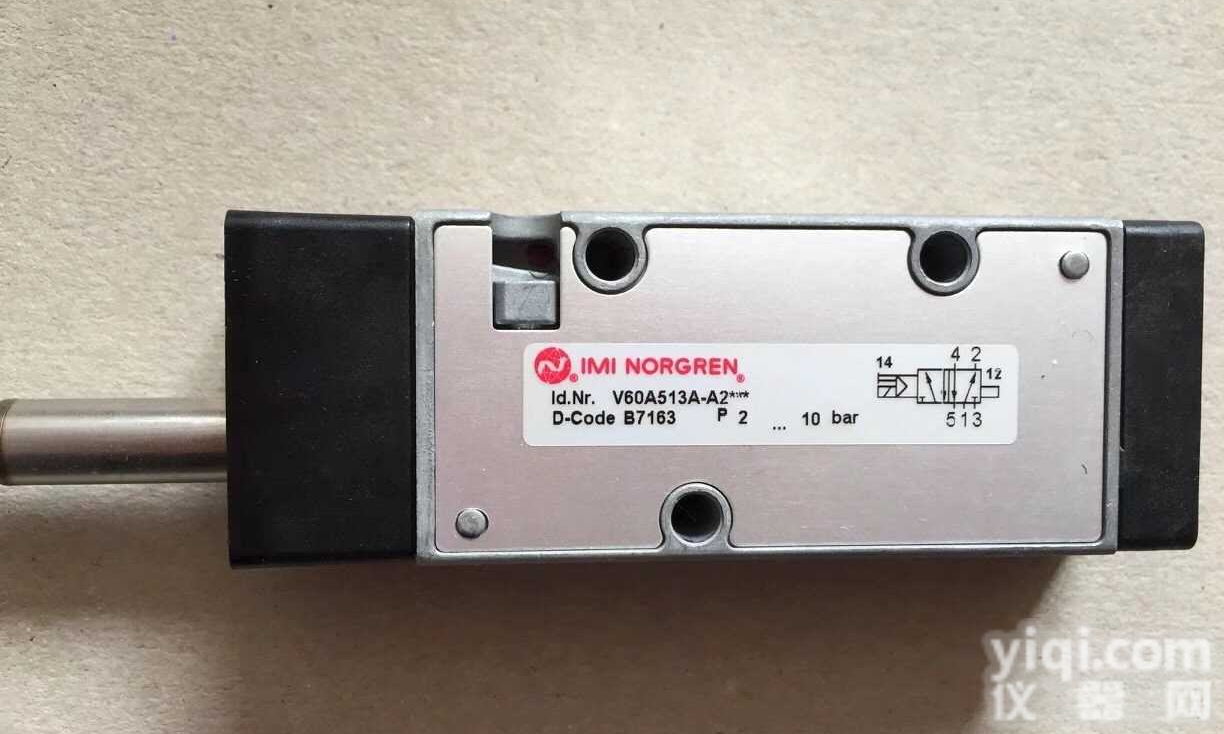 IMI NORGREN®
Id.Nr. V60A513A-A2***
D-Code B7163 P 2 ... 10 bar
14 4 2 12
5 1 3
yiqi.com
仪器网